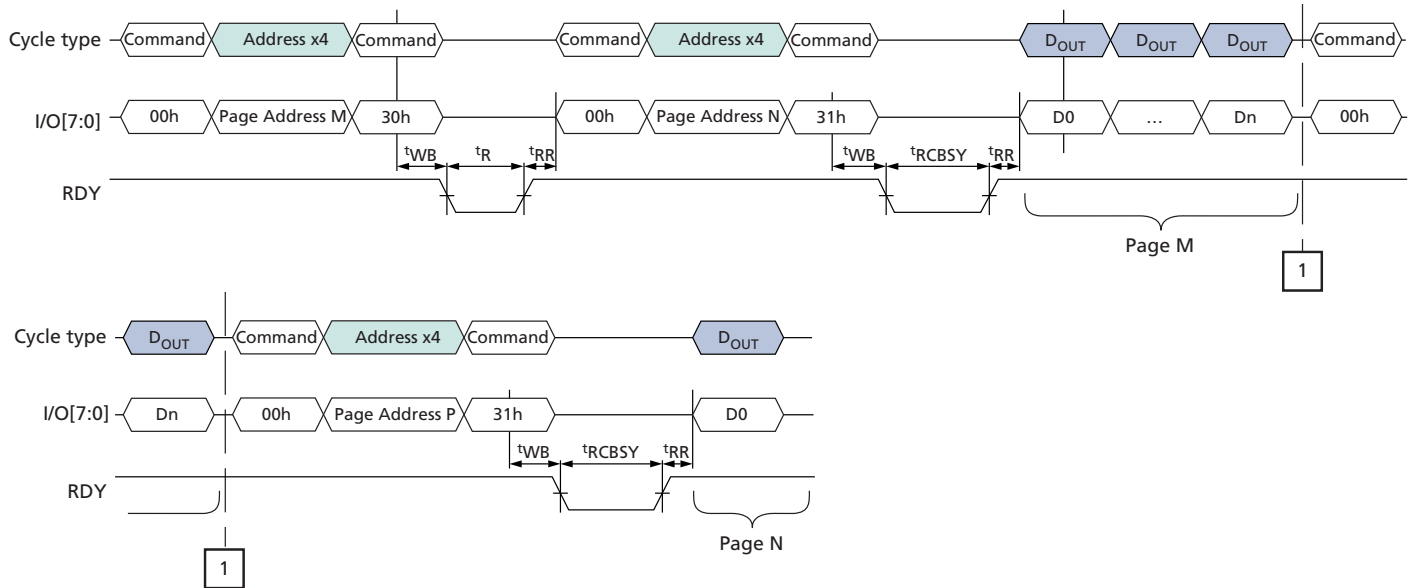 Cycle type Command Address x4 Command Command Address x4 Command DOUT DOUT DOUT Command
I/O[7:0] 00h Page Address M 30h 00h Page Address N 31h D0 … Dn 00h
tWB tR tRR tWB tRCBSY tRR
RDY
Page M
1
Cycle type DOUT Command Address x4 Command DOUT
I/O[7:0] Dn 00h Page Address P 31h D0
tWB tRCBSY tRR
RDY
Page N
1